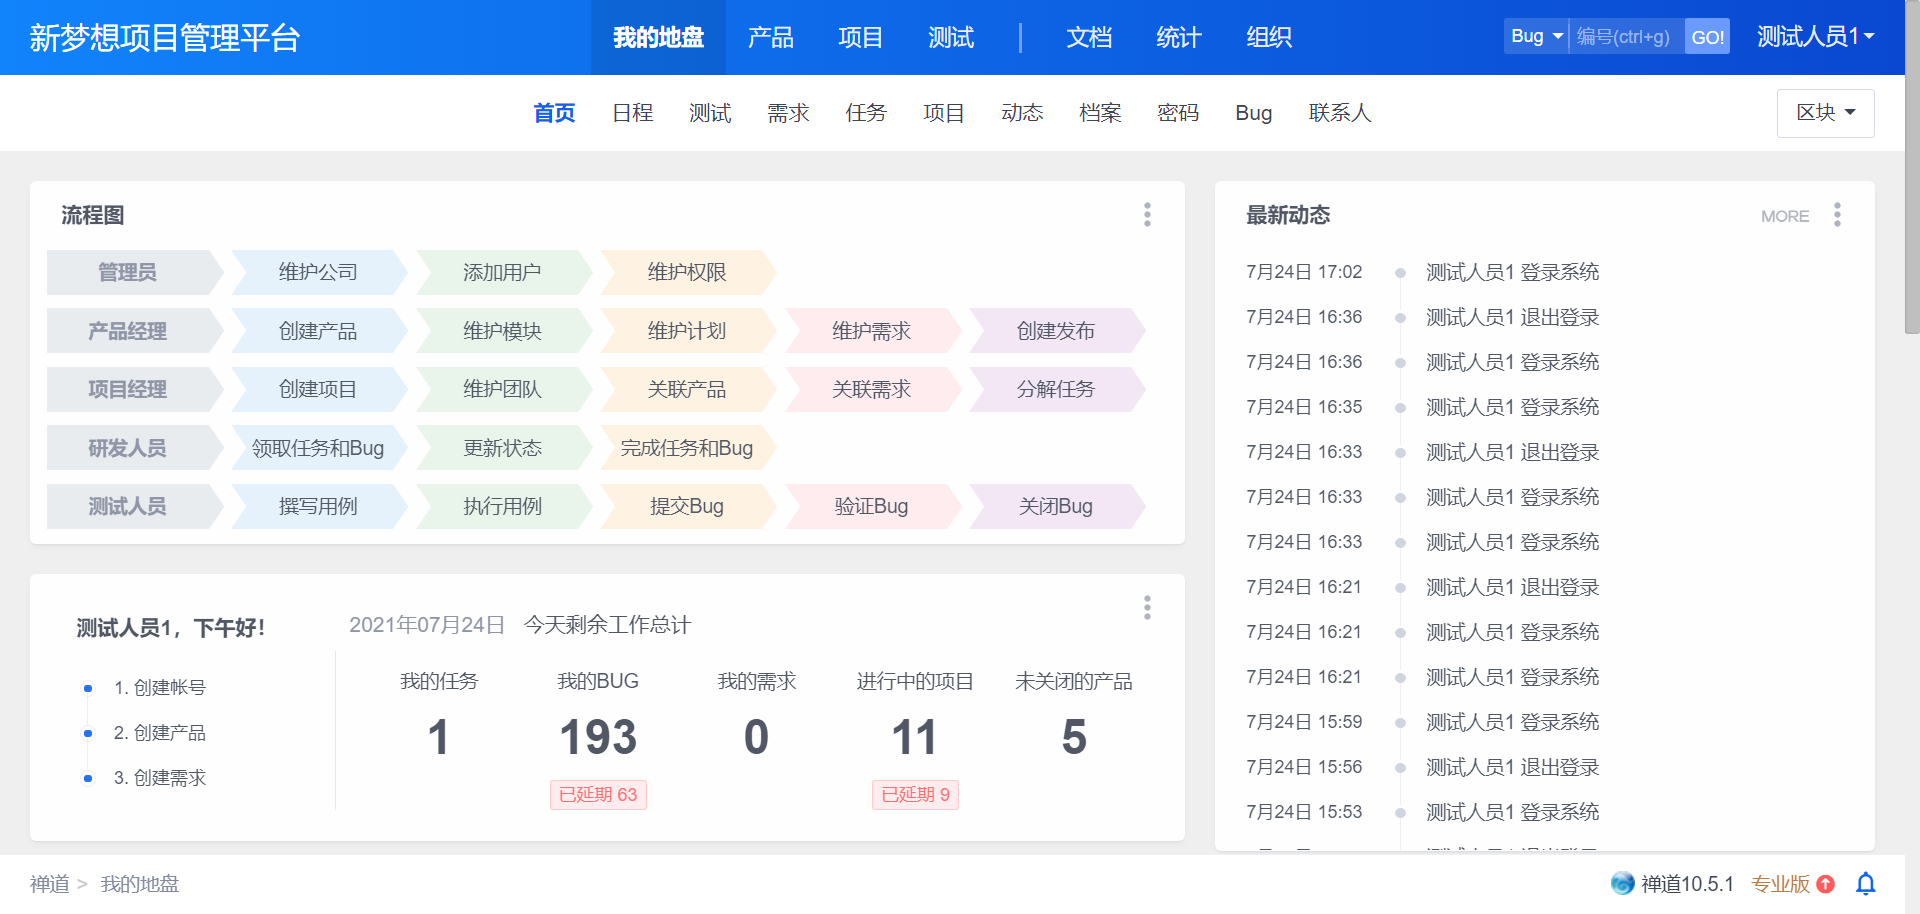 新梦想项目管理平台 我的地盘 产品 项目 测试 文档 统计 组织 Bug 编号(ctrl+g) GO! 测试人员1
首页 日程 测试 需求 任务 项目 动态 档案 密码 Bug 联系人 区块
流程图
管理员 维护公司 添加用户 维护权限
产品经理 创建产品 维护模块 维护计划 维护需求 创建发布
项目经理 创建项目 维护团队 关联产品 关联需求 分解任务
研发人员 领取任务和Bug 更新状态 完成任务和Bug
测试人员 撰写用例 执行用例 提交Bug 验证Bug 关闭Bug
测试人员1，下午好！
1. 创建帐号
2. 创建产品
3. 创建需求
2021年07月24日 今天剩余工作总计
我的任务 我的BUG 我的需求 进行中的项目 未关闭的产品
1 193 0 11 5
已延期 63 已延期 9
最新动态 MORE
7月24日 17:02 测试人员1 登录系统
7月24日 16:36 测试人员1 退出登录
7月24日 16:36 测试人员1 登录系统
7月24日 16:35 测试人员1 登录系统
7月24日 16:33 测试人员1 退出登录
7月24日 16:33 测试人员1 登录系统
7月24日 16:33 测试人员1 登录系统
7月24日 16:21 测试人员1 退出登录
7月24日 16:21 测试人员1 登录系统
7月24日 16:21 测试人员1 登录系统
7月24日 15:59 测试人员1 登录系统
7月24日 15:56 测试人员1 退出登录
7月24日 15:53 测试人员1 登录系统
禅道 > 我的地盘 禅道10.5.1 专业版